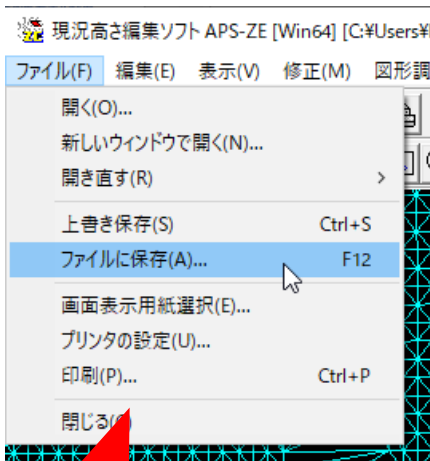 現況高さ編集ソフト APS-ZE [Win64] [C:¥Users¥
ファイル(F) 編集(E) 表示(V) 修正(M) 図形調
開く(O)...
新しいウィンドウで開く(N)...
開き直す(R) >
上書き保存(S) Ctrl+S
ファイルに保存(A)... F12
画面表示用紙選択(E)...
プリンタの設定(U)...
印刷(P)... Ctrl+P
閉じる